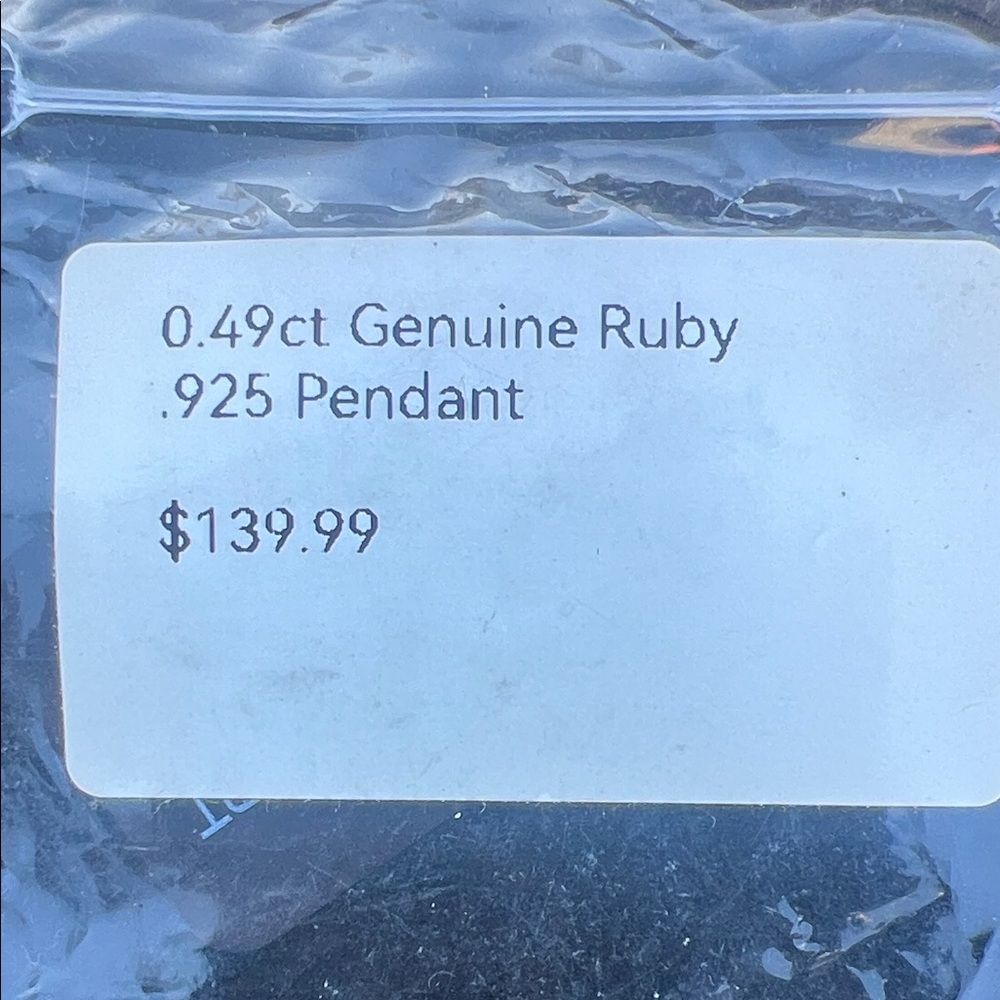 0.49ct Genuine Ruby
.925 Pendant
$139.99